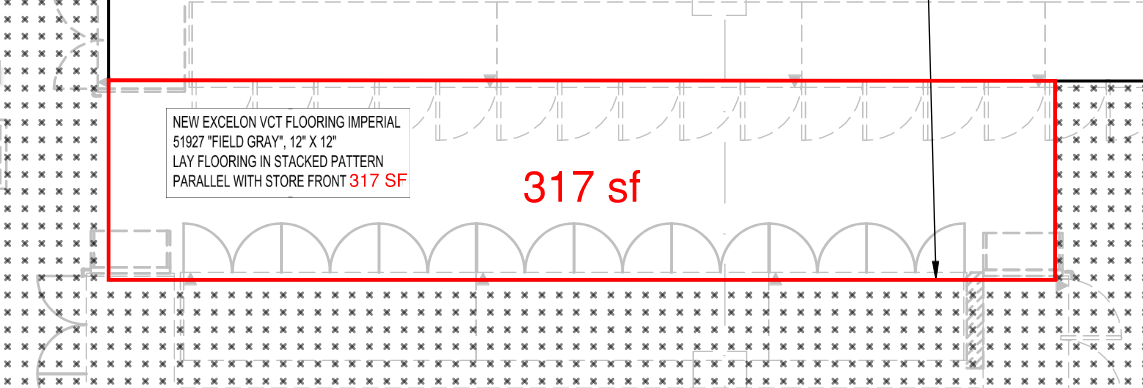 NEW EXCELON VCT FLOORING IMPERIAL
51927 "FIELD GRAY", 12" X 12"
LAY FLOORING IN STACKED PATTERN
PARALLEL WITH STORE FRONT 317 SF
317 sf